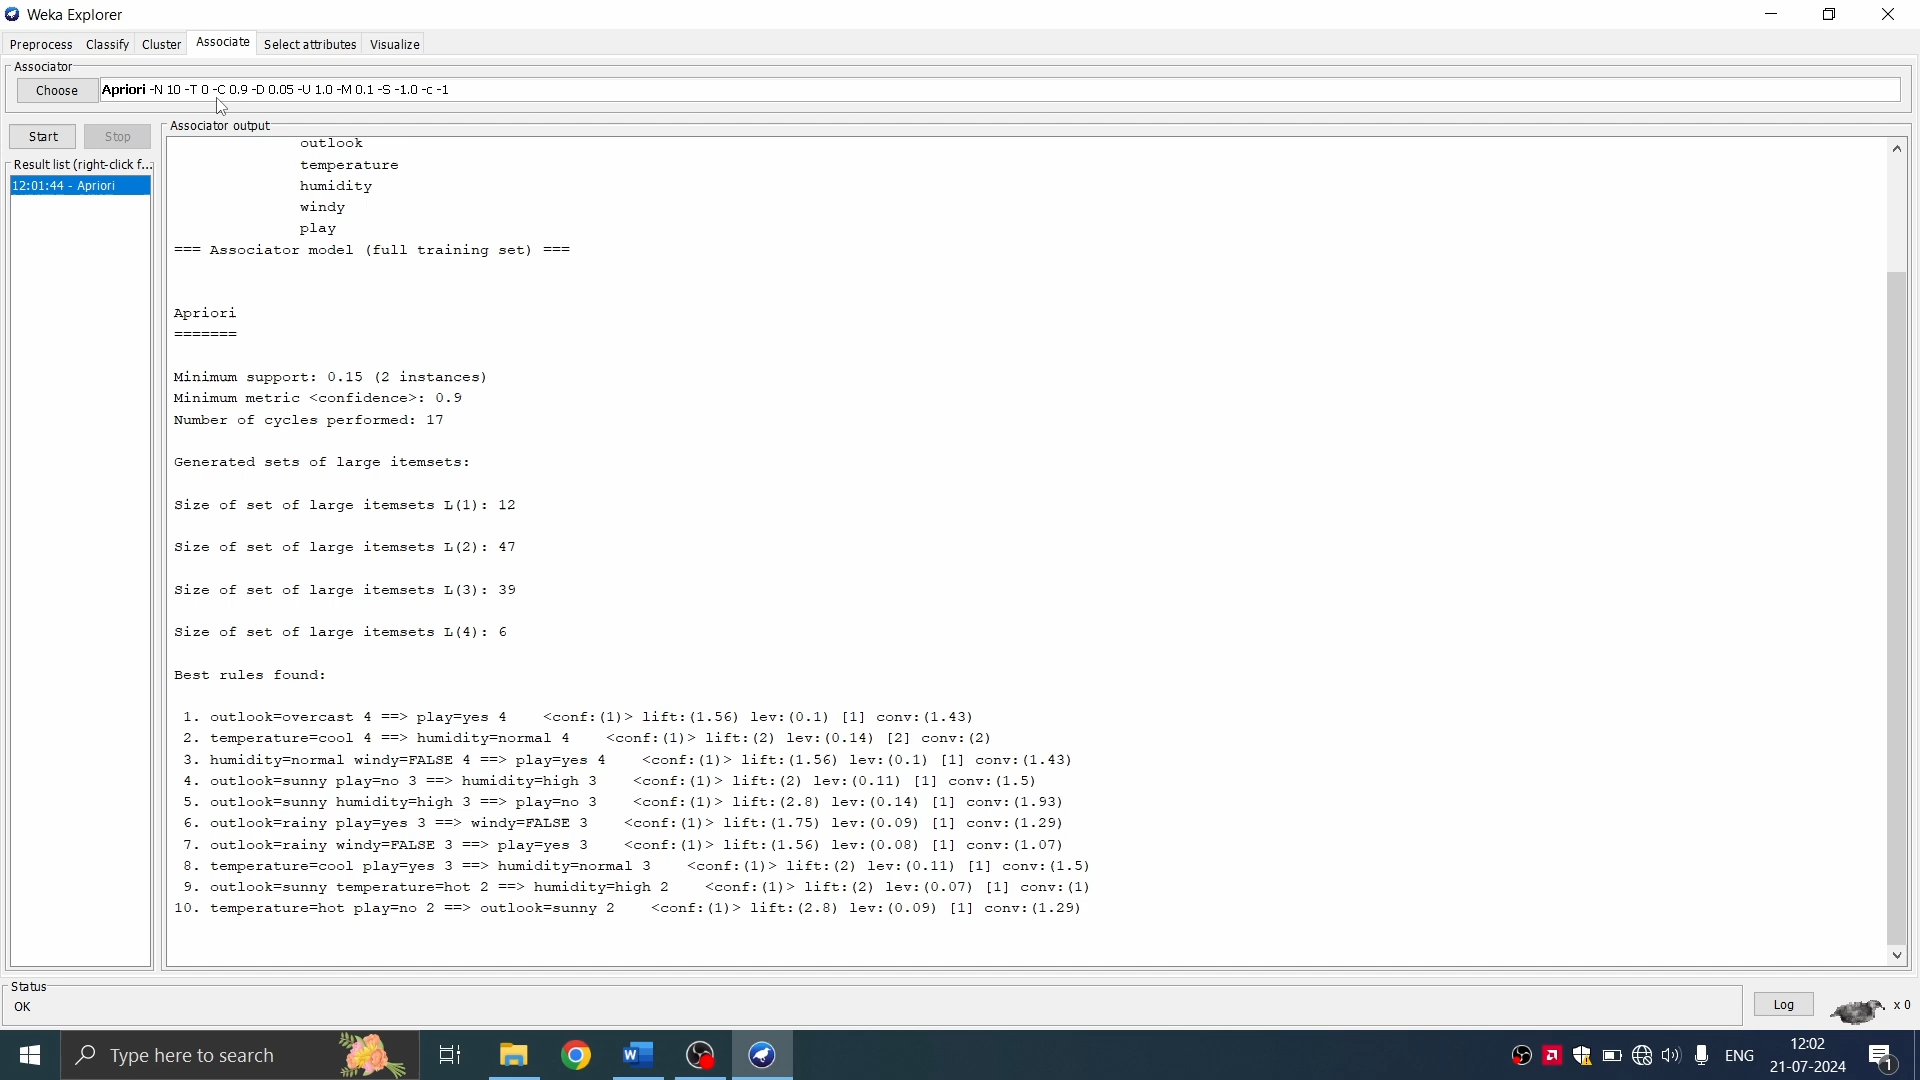 Weka Explorer
Preprocess Classify Cluster Associate Select attributes Visualize
Associator
Choose Apriori -N 10 -T 0 -C 0.9 -D 0.05 -U 1.0 -M 0.1 -S -1.0 -c -1
Start Stop
Result list (right-click f...
12:01:44 - Apriori
Associator output
outlook
temperature
humidity
windy
play
=== Associator model (full training set) ===
Apriori
=======
Minimum support: 0.15 (2 instances)
Minimum metric <confidence>: 0.9
Number of cycles performed: 17
Generated sets of large itemsets:
Size of set of large itemsets L(1): 12
Size of set of large itemsets L(2): 47
Size of set of large itemsets L(3): 39
Size of set of large itemsets L(4): 6
Best rules found:
1. outlook=overcast 4 ==> play=yes 4 <conf:(1)> lift:(1.56) lev:(0.1) [1] conv:(1.43)
2. temperature=cool 4 ==> humidity=normal 4 <conf:(1)> lift:(2) lev:(0.14) [2] conv:(2)
3. humidity=normal windy=FALSE 4 ==> play=yes 4 <conf:(1)> lift:(1.56) lev:(0.1) [1] conv:(1.43)
4. outlook=sunny play=no 3 ==> humidity=high 3 <conf:(1)> lift:(2) lev:(0.11) [1] conv:(1.5)
5. outlook=sunny humidity=high 3 ==> play=no 3 <conf:(1)> lift:(2.8) lev:(0.14) [1] conv:(1.93)
6. outlook=rainy play=yes 3 ==> windy=FALSE 3 <conf:(1)> lift:(1.75) lev:(0.09) [1] conv:(1.29)
7. outlook=rainy windy=FALSE 3 ==> play=yes 3 <conf:(1)> lift:(1.56) lev:(0.08) [1] conv:(1.07)
8. temperature=cool play=yes 3 ==> humidity=normal 3 <conf:(1)> lift:(2) lev:(0.11) [1] conv:(1.5)
9. outlook=sunny temperature=hot 2 ==> humidity=high 2 <conf:(1)> lift:(2) lev:(0.07) [1] conv:(1)
10. temperature=hot play=no 2 ==> outlook=sunny 2 <conf:(1)> lift:(2.8) lev:(0.09) [1] conv:(1.29)
Status
OK
Log x 0
Type here to search
ENG
12:02
21-07-2024
1